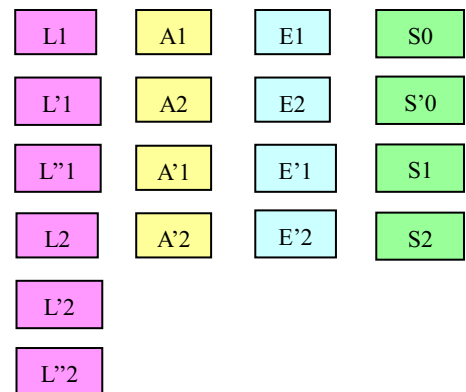 L1 A1 E1 S0
L’1 A2 E2 S’0
L”1 A’1 E’1 S1
L2 A’2 E’2 S2
L’2
L”2